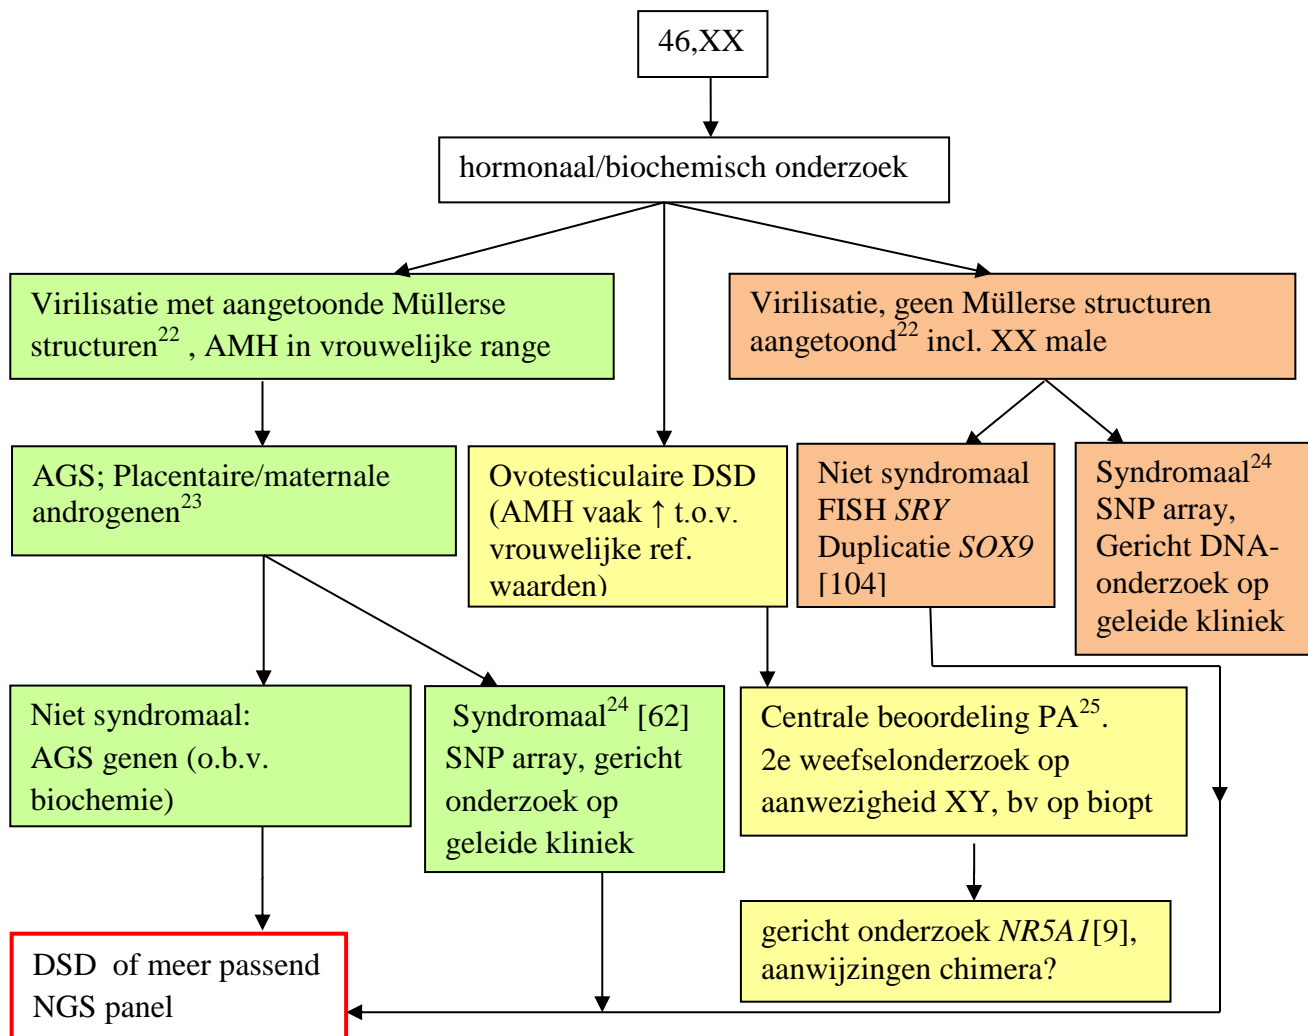 46,XX
hormonaal/biochemisch onderzoek
Virilisatie met aangetoonde Müllerse
structuren22 , AMH in vrouwelijke range
Virilisatie, geen Müllerse structuren
aangetoond22 incl. XX male
AGS; Placentaire/maternale
androgenen23
Ovotesticulaire DSD
(AMH vaak ↑ t.o.v.
vrouwelijke ref.
waarden)
Niet syndromaal
FISH SRY
Duplicatie SOX9
[104]
Syndromaal24
SNP array,
Gericht DNA-
onderzoek op
geleide kliniek
Niet syndromaal:
AGS genen (o.b.v.
biochemie)
Syndromaal24 [62]
SNP array, gericht
onderzoek op
geleide kliniek
Centrale beoordeling PA25.
2e weefselonderzoek op
aanwezigheid XY, bv op biopt
gericht onderzoek NR5A1[9],
aanwijzingen chimera?
DSD of meer passend
NGS panel